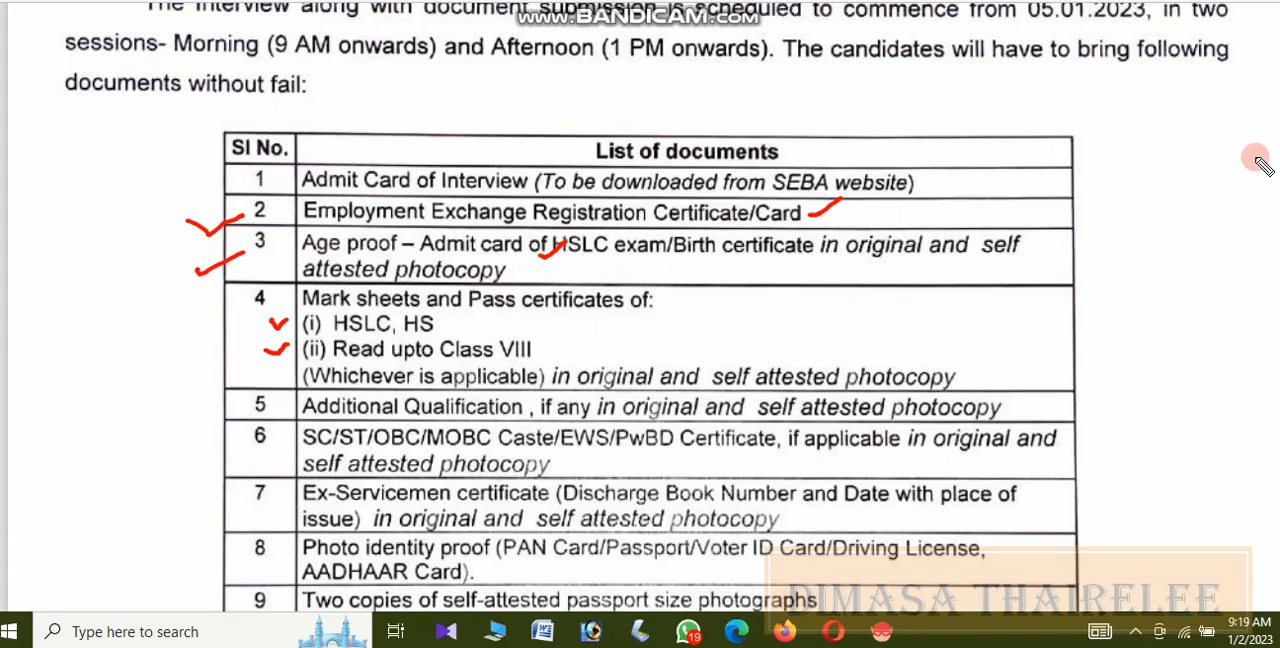 The Interview along with document submission is scheduled to commence from 05.01.2023, in two
www.BANDICAM.com
sessions- Morning (9 AM onwards) and Afternoon (1 PM onwards). The candidates will have to bring following
documents without fail:
Sl No. List of documents
1 Admit Card of Interview (To be downloaded from SEBA website)
2 Employment Exchange Registration Certificate/Card
3 Age proof – Admit card of HSLC exam/Birth certificate in original and self
attested photocopy
4 Mark sheets and Pass certificates of:
(i) HSLC, HS
(ii) Read upto Class VIII
(Whichever is applicable) in original and self attested photocopy
5 Additional Qualification , if any in original and self attested photocopy
6 SC/ST/OBC/MOBC Caste/EWS/PwBD Certificate, if applicable in original and
self attested photocopy
7 Ex-Servicemen certificate (Discharge Book Number and Date with place of
issue) in original and self attested photocopy
8 Photo identity proof (PAN Card/Passport/Voter ID Card/Driving License,
AADHAAR Card).
9 Two copies of self-attested passport size photographs
DIMASA THAIRELEE
Type here to search
19
9:19 AM
1/2/2023